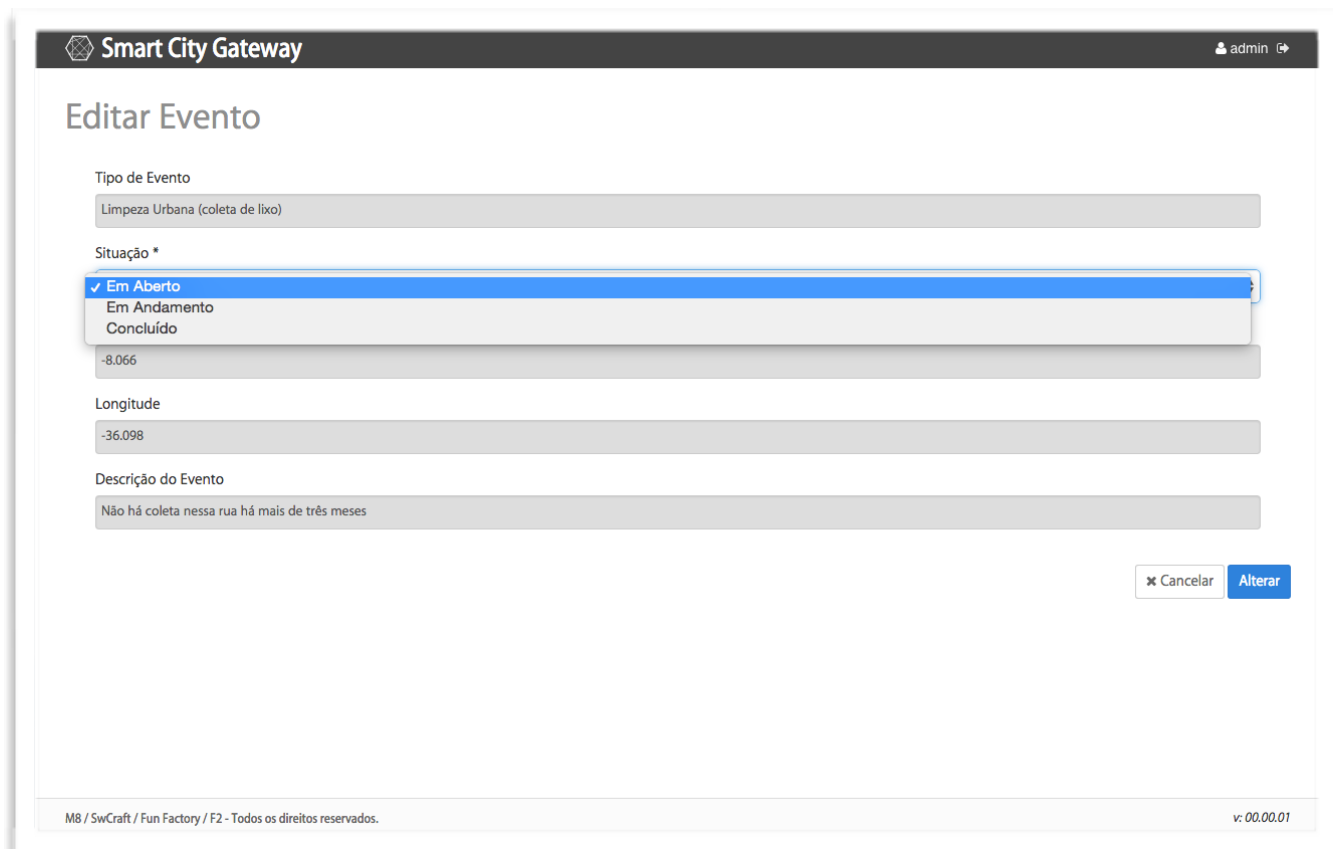 Smart City Gateway
admin
Editar Evento
Tipo de Evento
Limpeza Urbana (coleta de lixo)
Situação *
✓ Em Aberto
Em Andamento
Concluído
-8.066
Longitude
-36.098
Descrição do Evento
Não há coleta nessa rua há mais de três meses
✖ Cancelar
Alterar
M8 / SwCraft / Fun Factory / F2 - Todos os direitos reservados.
v: 00.00.01